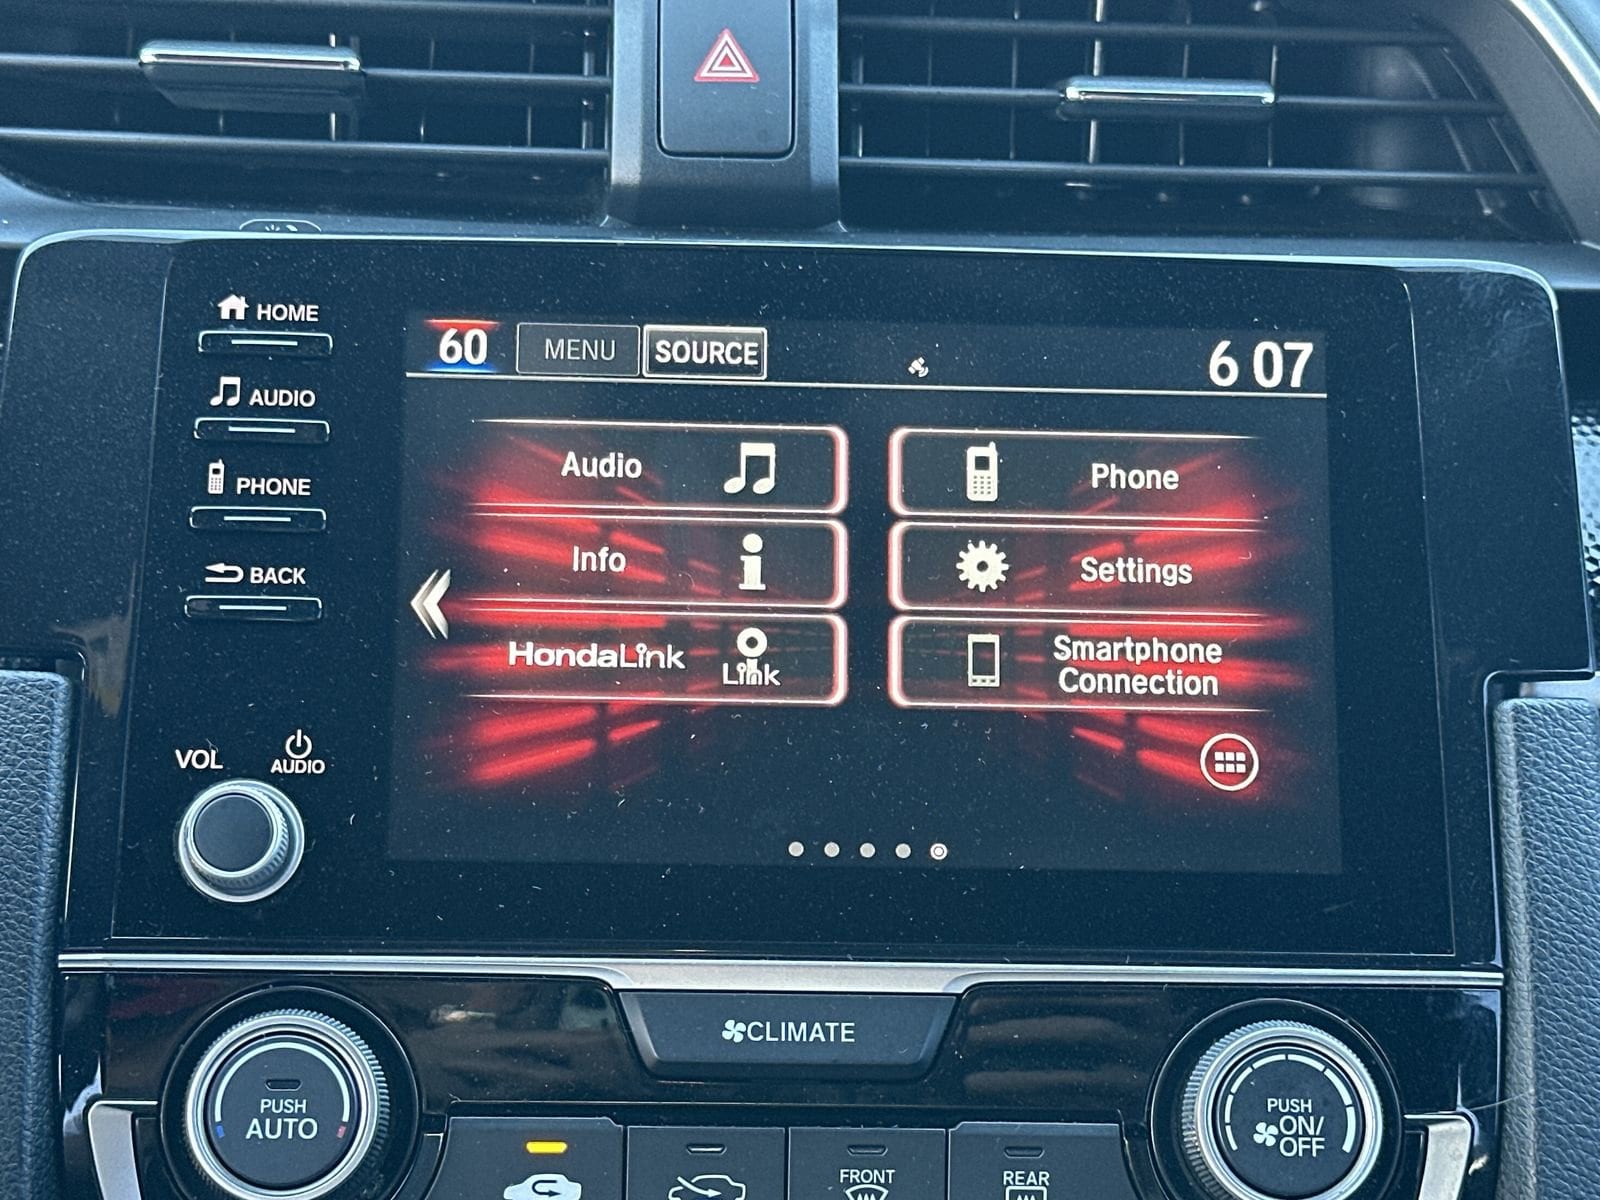 HOME
AUDIO
PHONE
BACK
VOL
AUDIO
60 MENU SOURCE 6 07
Audio
Phone
Info
Settings
HondaLink
Link
Smartphone
Connection
CLIMATE
PUSH
AUTO
PUSH
ON/
OFF
FRONT
REAR